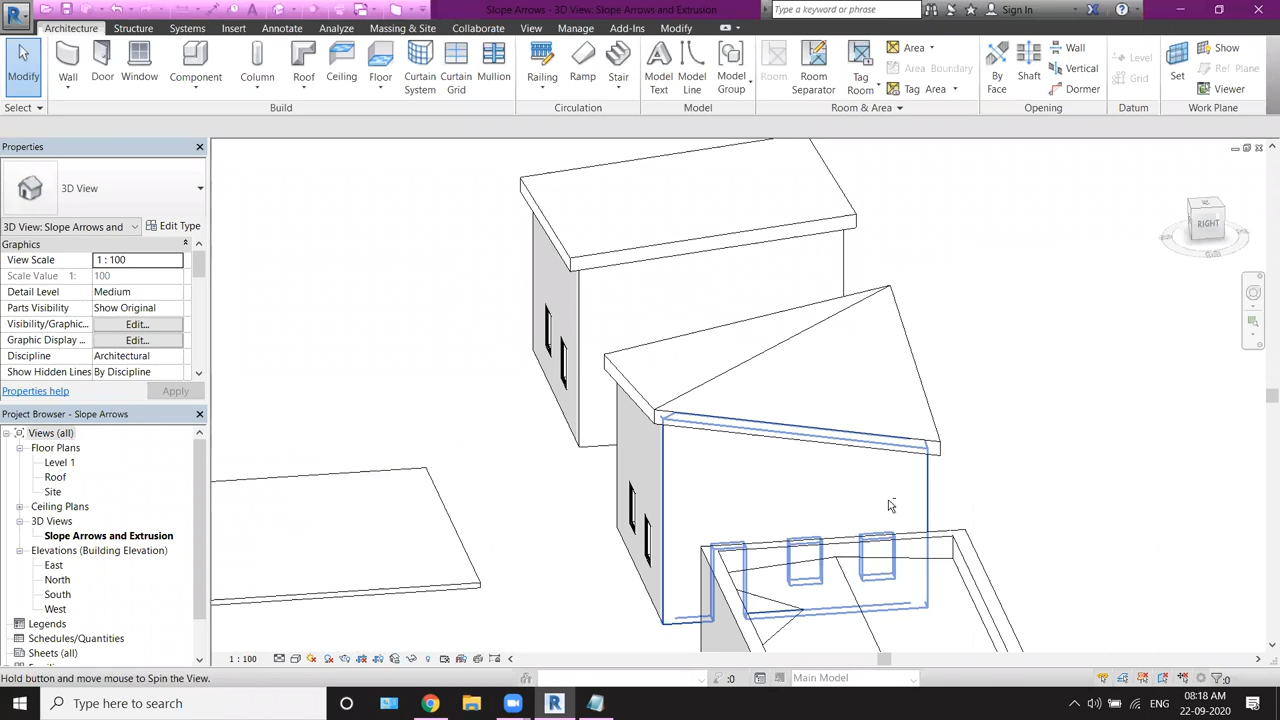 Slope Arrows - 3D View: Slope Arrows and Extrusion
Type a keyword or phrase
Sign In
Architecture Structure Systems Insert Annotate Analyze Massing & Site Collaborate View Manage Add-Ins Modify
Modify Wall Door Window Component Column Roof Ceiling Floor Curtain System Curtain Grid Mullion Railing Ramp Stair Model Text Model Line Model Group Room Room Separator Tag Room
Area
Area Boundary
Tag Area
By Face Shaft
Wall
Vertical
Dormer
Level
Grid
Set
Show
Ref Plane
Viewer
Select Build Circulation Model Room & Area Opening Datum Work Plane
Properties
3D View
3D View: Slope Arrows and Edit Type
Graphics
View Scale 1 : 100
Scale Value 1: 100
Detail Level Medium
Parts Visibility Show Original
Visibility/Graphic... Edit...
Graphic Display ... Edit...
Discipline Architectural
Show Hidden Lines By Discipline
Properties help Apply
Project Browser - Slope Arrows
Views (all)
Floor Plans
Level 1
Roof
Site
Ceiling Plans
3D Views
Slope Arrows and Extrusion
Elevations (Building Elevation)
East
North
South
West
Legends
Schedules/Quantities
Sheets (all)
RIGHT
1 : 100
Hold button and move mouse to Spin the View.
:0
Main Model
:0
Type here to search
ENG
08:18 AM
22-09-2020